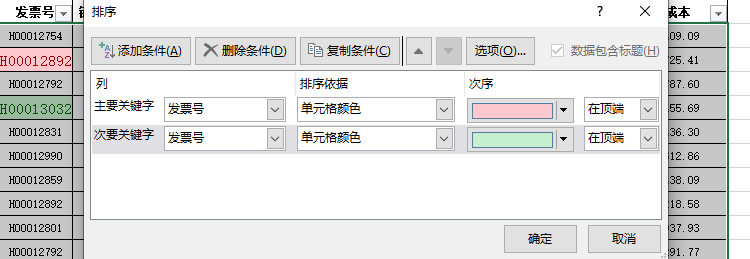 发票号 排序 成本
H00012754 09.09
添加条件(A) 删除条件(D) 复制条件(C) 选项(O)... 数据包含标题(H)
H00012892 25.41
列 排序依据 次序
H00012792 87.60
主要关键字 发票号 单元格颜色 在顶端
H00013032 55.69
次要关键字 发票号 单元格颜色 在顶端
H00012831 36.30
H00012990 12.86
H00012859 38.09
H00012892 18.58
H00012801 确定 取消 37.93
H00012792 91.77